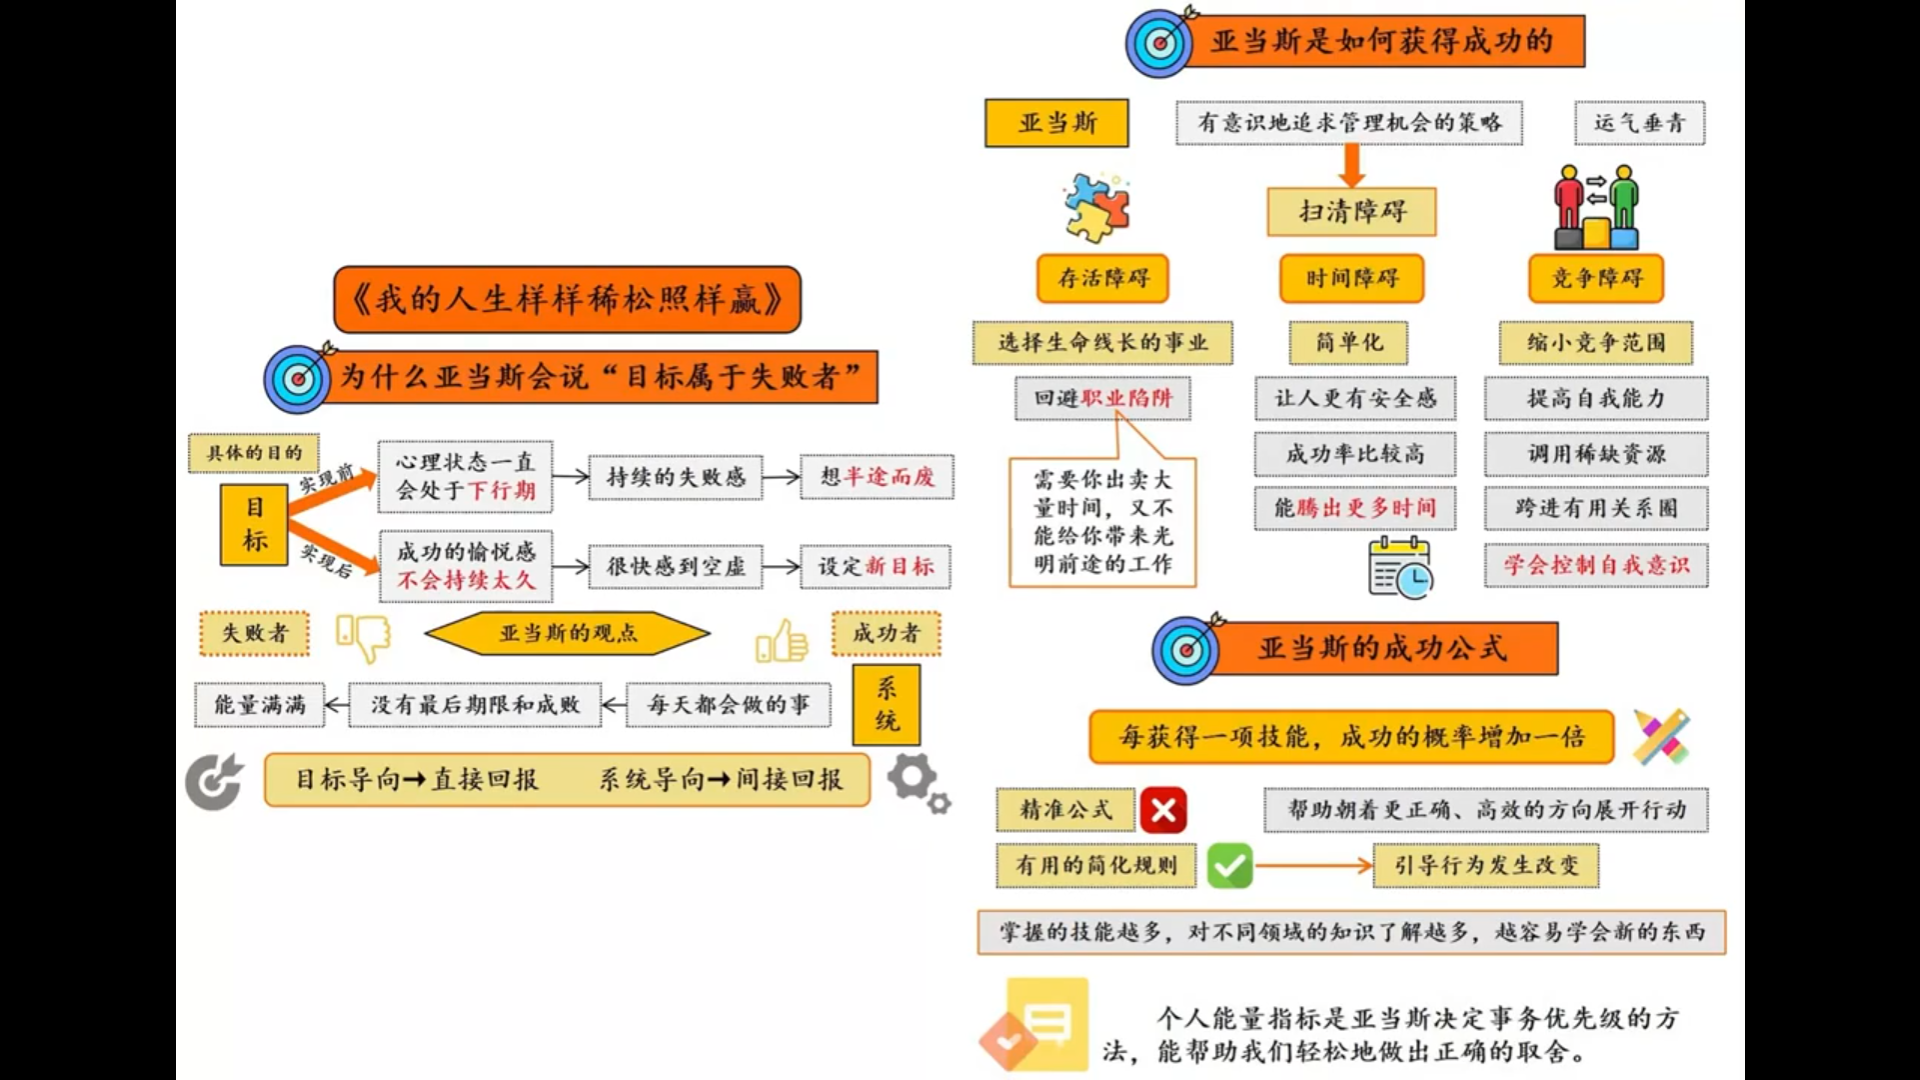 《我的人生样样稀松照样赢》
为什么亚当斯会说“目标属于失败者”
具体的目的
目
标
实现前
心理状态一直
会处于下行期
持续的失败感
想半途而废
实现后
成功的愉悦感
不会持续太久
很快感到空虚
设定新目标
失败者
亚当斯的观点
成功者
能量满满
没有最后期限和成败
每天都会做的事
系
统
目标导向→直接回报 系统导向→间接回报
亚当斯是如何获得成功的
亚当斯
有意识地追求管理机会的策略
运气垂青
扫清障碍
存活障碍
选择生命线长的事业
回避职业陷阱
需要你出卖大
量时间，又不
能给你带来光
明前途的工作
时间障碍
简单化
让人更有安全感
成功率比较高
能腾出更多时间
竞争障碍
缩小竞争范围
提高自我能力
调用稀缺资源
跨进有用关系圈
学会控制自我意识
亚当斯的成功公式
每获得一项技能，成功的概率增加一倍
精准公式
帮助朝着更正确、高效的方向展开行动
有用的简化规则
引导行为发生改变
掌握的技能越多，对不同领域的知识了解越多，越容易学会新的东西
个人能量指标是亚当斯决定事务优先级的方
法，能帮助我们轻松地做出正确的取舍。